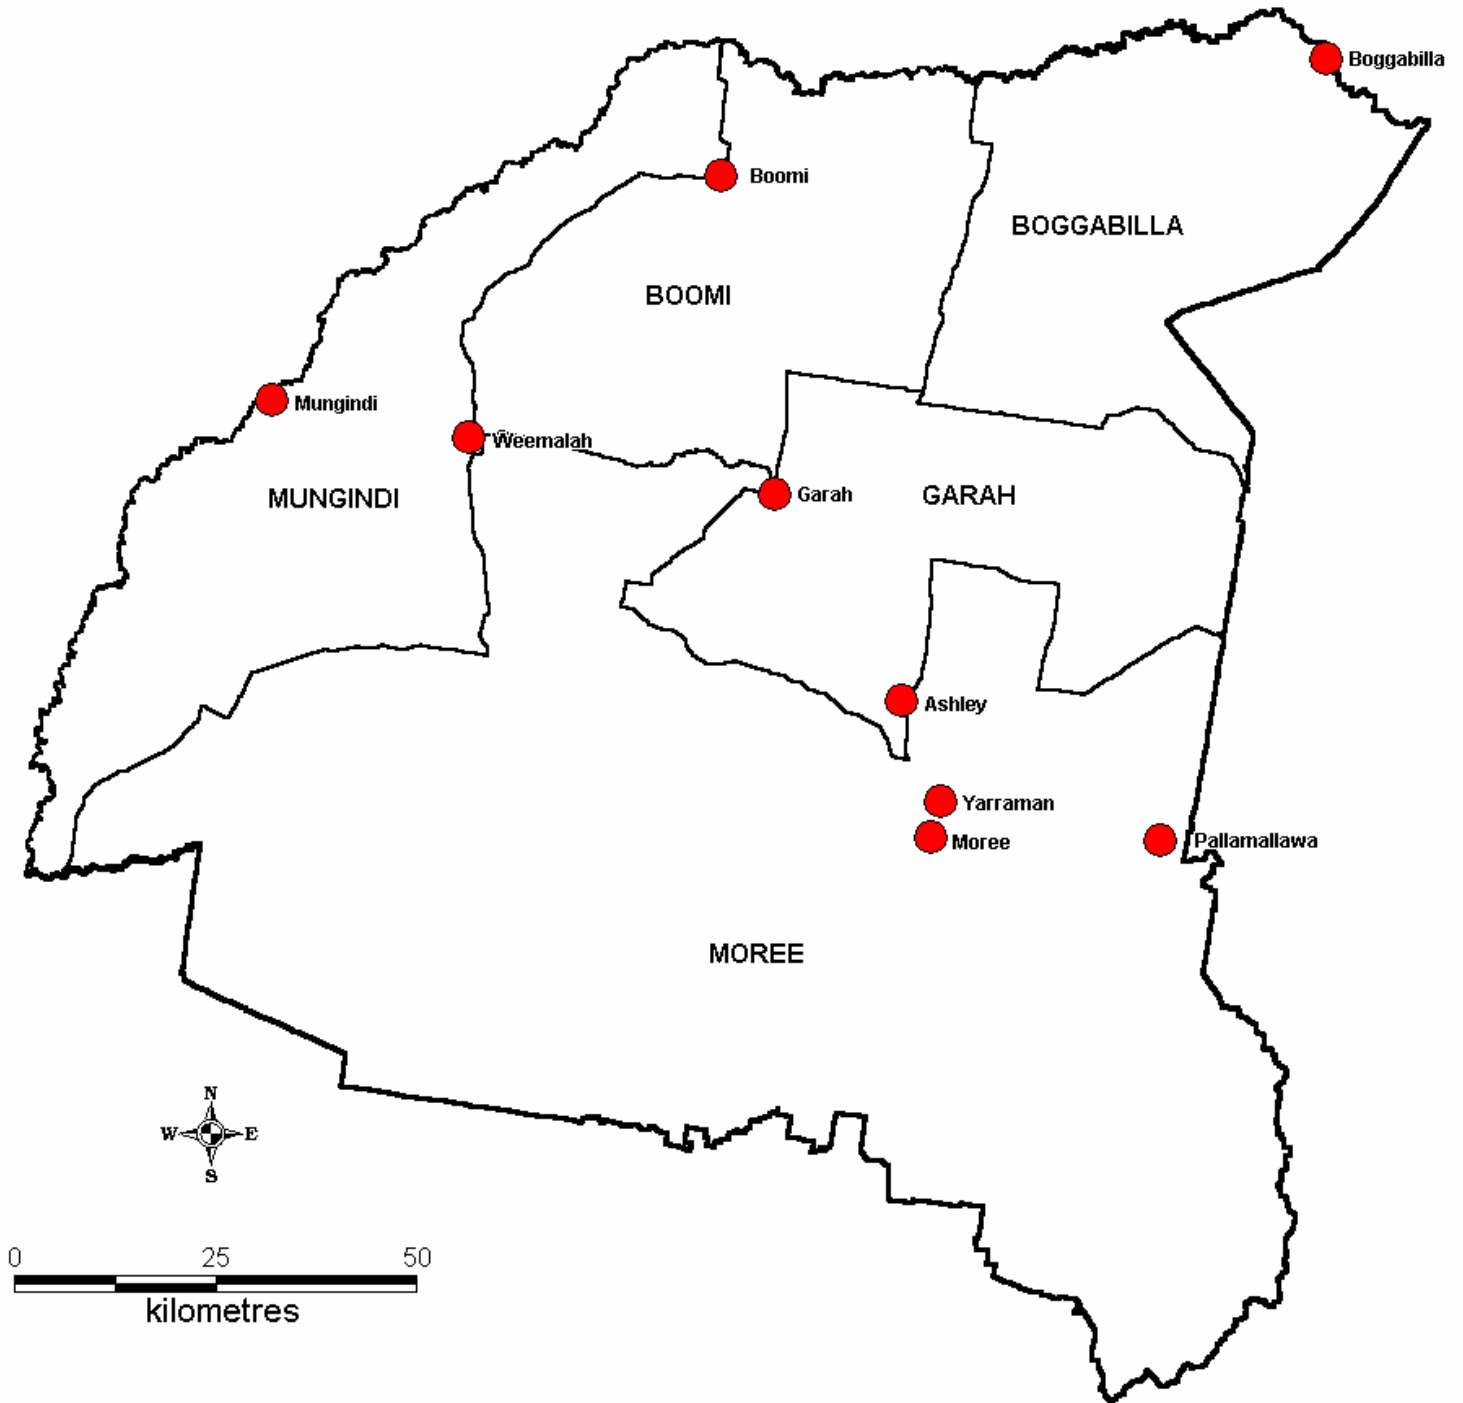 Boggabilla
Boomi
BOGGABILLA
BOOMI
Mungindi
Weemalah
MUNGINDI
Garah
GARAH
Ashley
Yarraman
Moree
Pallamallawa
MOREE
N
W E
S
0 25 50
kilometres